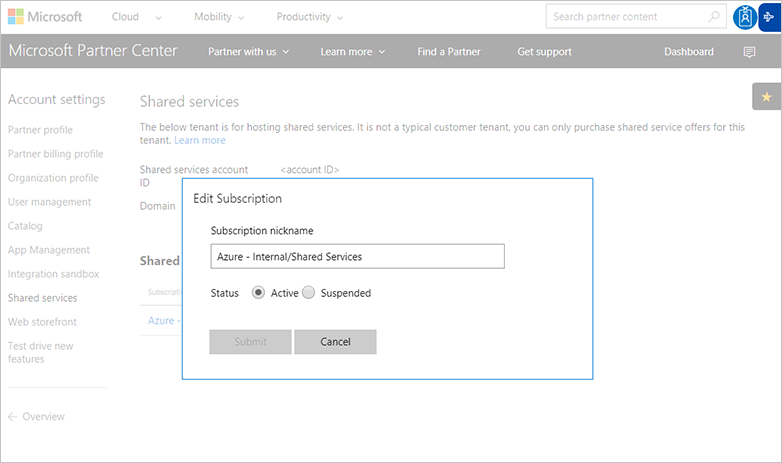 Microsoft Cloud Mobility Productivity Search partner content
Microsoft Partner Center Partner with us Learn more Find a Partner Get support Dashboard
Account settings
Partner profile
Partner billing profile
Organization profile
User management
Catalog
App Management
Integration sandbox
Shared services
Web storefront
Test drive new
features
Overview
Shared services
The below tenant is for hosting shared services. It is not a typical customer tenant, you can only purchase shared service offers for this
tenant. Learn more
Shared services account <account ID>
ID
Domain
Shared
Subscriptio
Azure -
Edit Subscription
Subscription nickname
Azure - Internal/Shared Services
Status Active Suspended
Submit Cancel